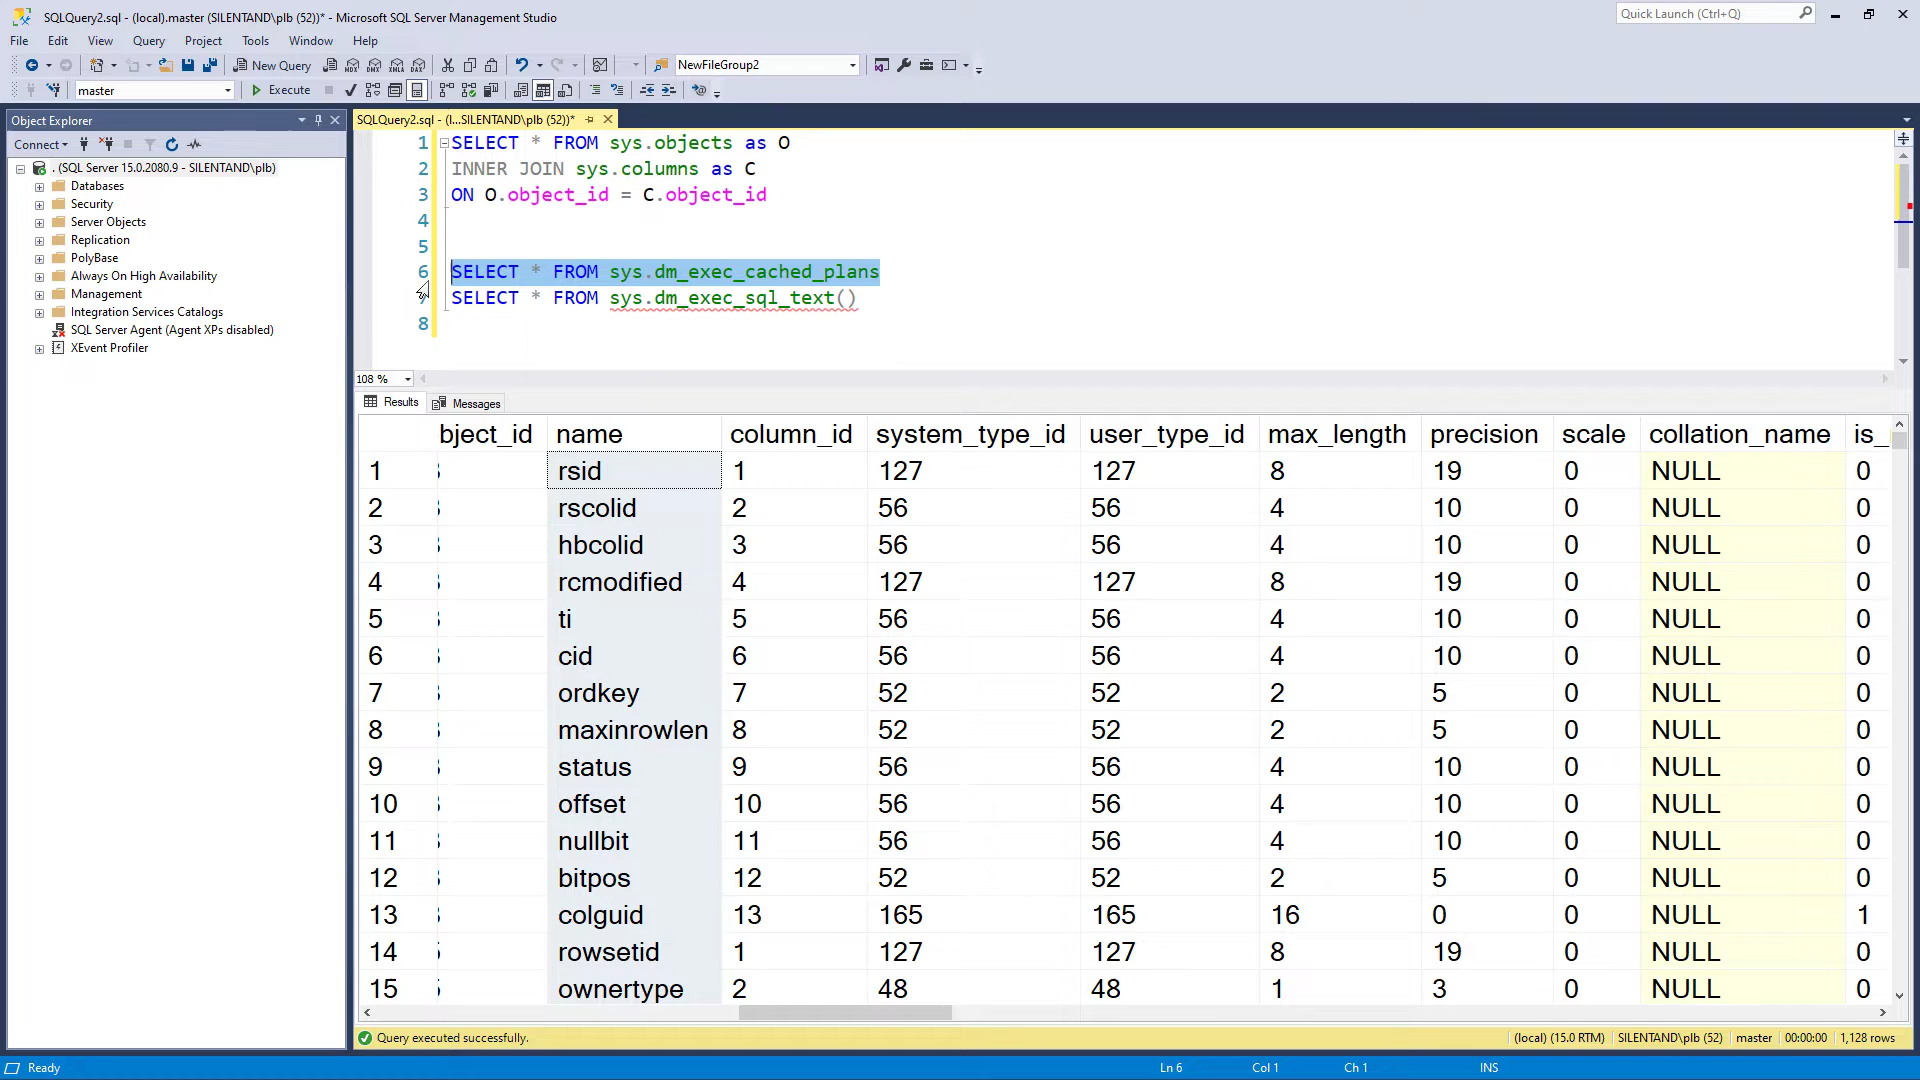 SQLQuery2.sql - (local).master (SILENTAND\plb (52))* - Microsoft SQL Server Management Studio
Quick Launch (Ctrl+Q)
File Edit View Query Project Tools Window Help
New Query MDX DMX XMLA DAX NewFileGroup2
master Execute
Object Explorer
Connect
. (SQL Server 15.0.2080.9 - SILENTAND\plb)
Databases
Security
Server Objects
Replication
PolyBase
Always On High Availability
Management
Integration Services Catalogs
SQL Server Agent (Agent XPs disabled)
XEvent Profiler
SQLQuery2.sql - (l...SILENTAND\plb (52))*
1 SELECT * FROM sys.objects as O
2 INNER JOIN sys.columns as C
3 ON O.object_id = C.object_id
4
5
6 SELECT * FROM sys.dm_exec_cached_plans
7 SELECT * FROM sys.dm_exec_sql_text()
8
108 %
Results Messages
bject_id name column_id system_type_id user_type_id max_length precision scale collation_name is_
1 rsid 1 127 127 8 19 0 NULL 0
2 rscolid 2 56 56 4 10 0 NULL 0
3 hbcolid 3 56 56 4 10 0 NULL 0
4 rcmodified 4 127 127 8 19 0 NULL 0
5 ti 5 56 56 4 10 0 NULL 0
6 cid 6 56 56 4 10 0 NULL 0
7 ordkey 7 52 52 2 5 0 NULL 0
8 maxinrowlen 8 52 52 2 5 0 NULL 0
9 status 9 56 56 4 10 0 NULL 0
10 offset 10 56 56 4 10 0 NULL 0
11 nullbit 11 56 56 4 10 0 NULL 0
12 bitpos 12 52 52 2 5 0 NULL 0
13 colguid 13 165 165 16 0 0 NULL 1
14 rowsetid 1 127 127 8 19 0 NULL 0
15 ownertype 2 48 48 1 3 0 NULL 0
Query executed successfully. (local) (15.0 RTM) SILENTAND\plb (52) master 00:00:00 1,128 rows
Ready Ln 6 Col 1 Ch 1 INS